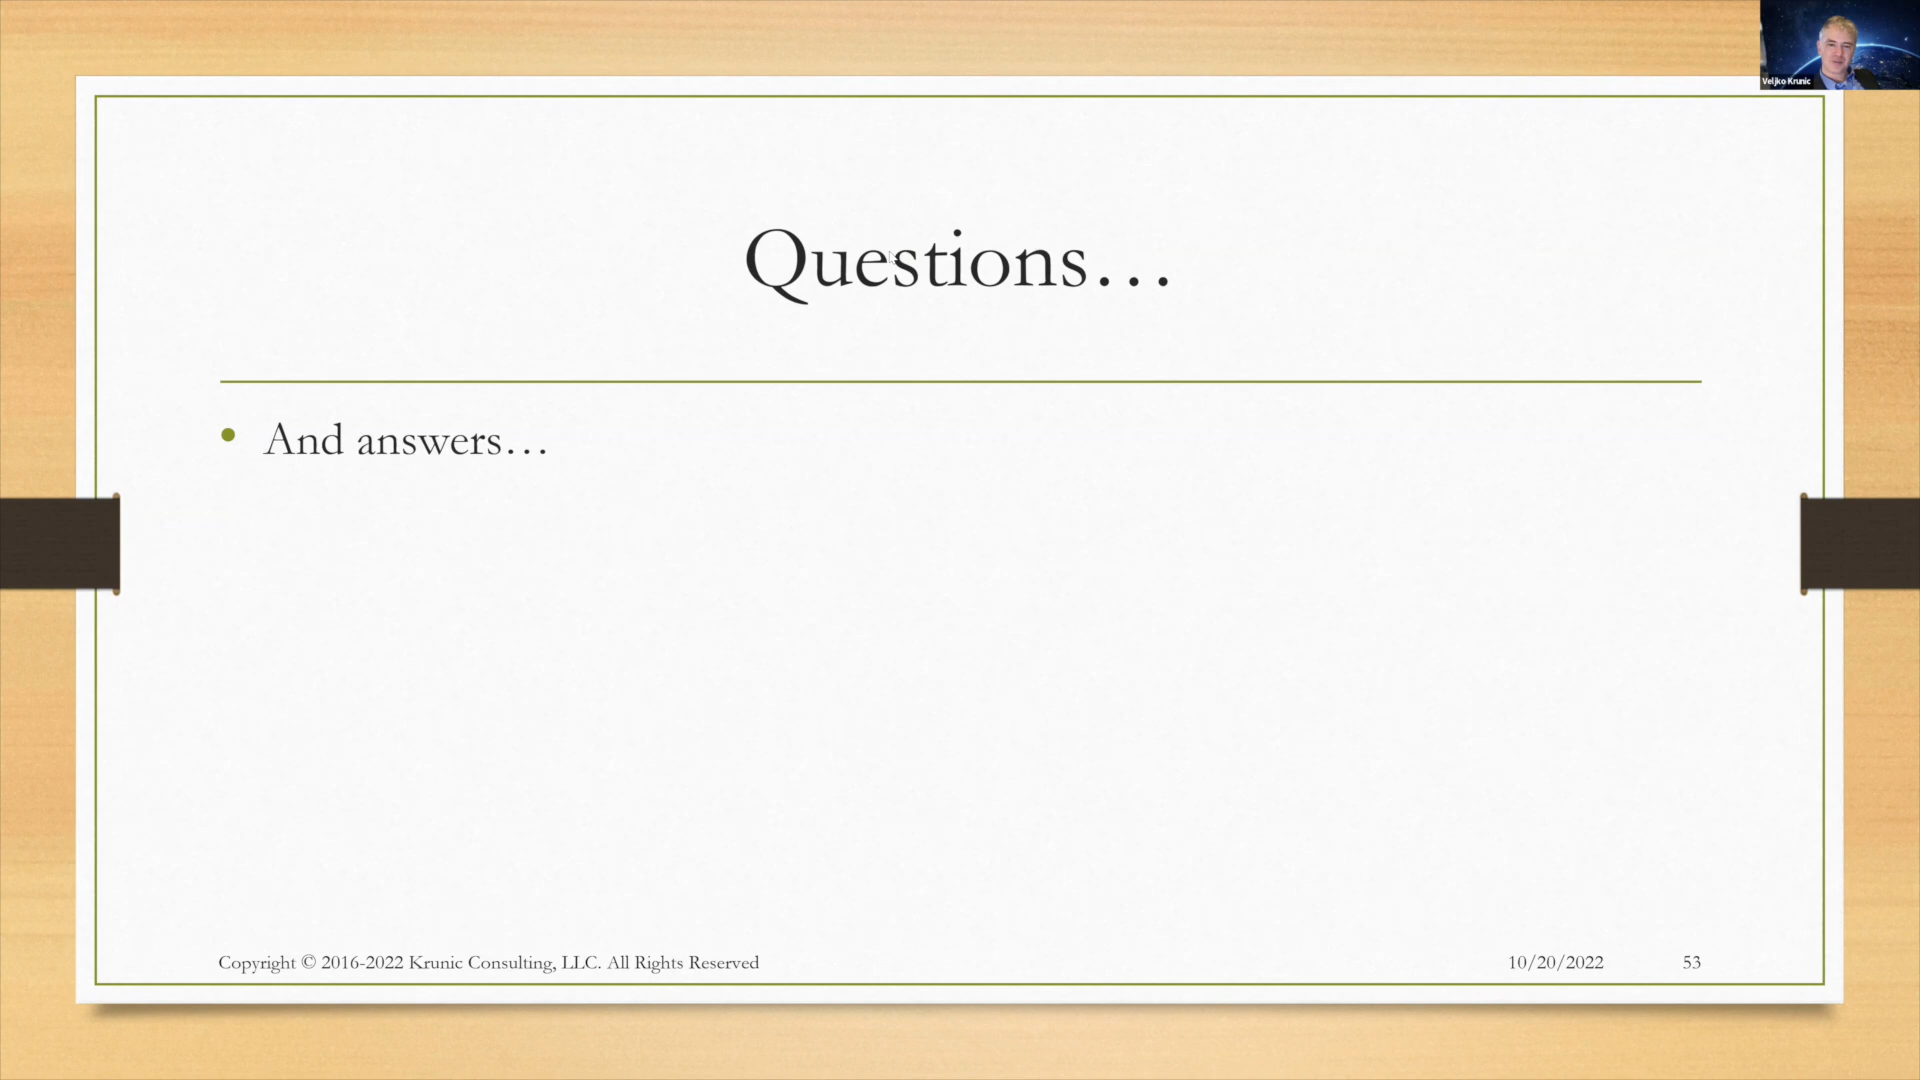 Veljko Krunic
Questions…
And answers…
Copyright © 2016-2022 Krunic Consulting, LLC. All Rights Reserved
10/20/2022
53